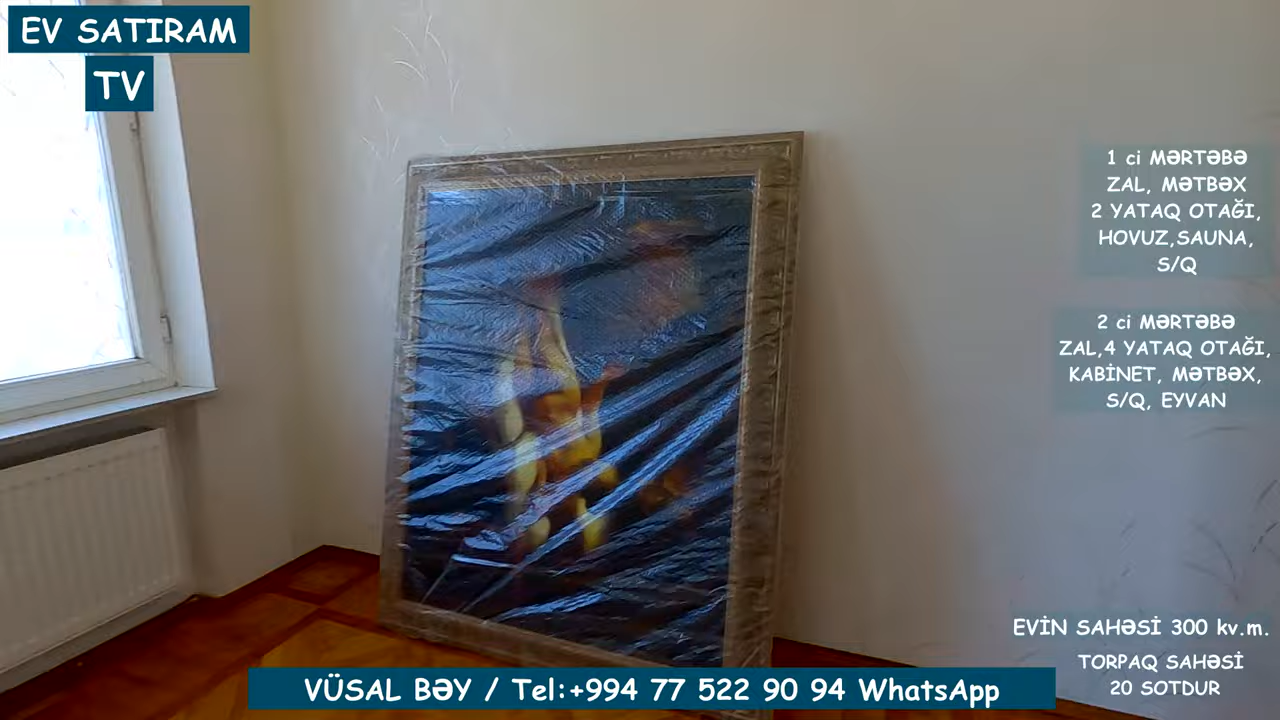 EV SATIRAM
TV
1 ci MƏRTƏBƏ
ZAL, MƏTBƏX
2 YATAQ OTAĞI,
HOVUZ,SAUNA,
S/Q
2 ci MƏRTƏBƏ
ZAL,4 YATAQ OTAĞI,
KABİNET, MƏTBƏX,
S/Q, EYVAN
EVİN SAHƏSİ 300 kv.m.
TORPAQ SAHƏSİ
20 SOTDUR
VÜSAL BƏY / Tel:+994 77 522 90 94 WhatsApp